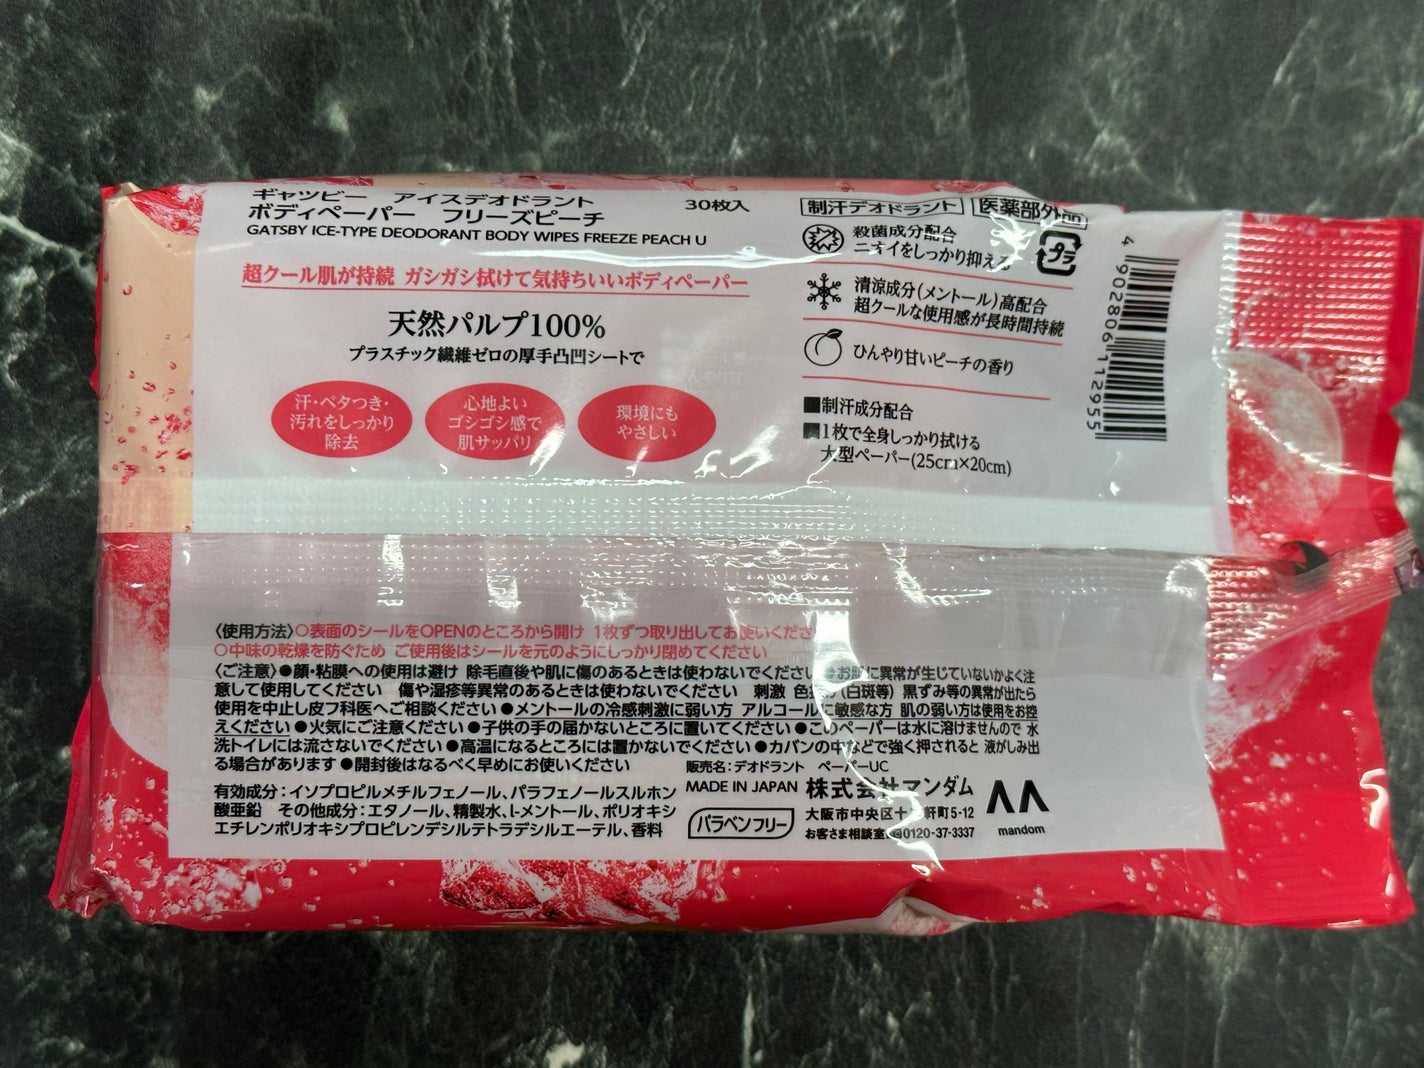 ギャツビー アイスデオドラント
ボディペーパー フリーズピーチ
30枚入
GATSBY ICE-TYPE DEODORANT BODY WIPES FREEZE PEACH U
超クール肌が持続 ガシガシ拭けて気持ちいいボディペーパー
天然パルプ100%
プラスチック繊維ゼロの厚手凸凹シートで
汗・ベタつき・
汚れをしっかり
除去
心地よい
ゴシゴシ感で
肌サッパリ
環境にも
やさしい
制汗デオドラント 医薬部外品
殺菌成分配合
ニオイをしっかり抑える
プラ
清涼成分(メントール)高配合
超クールな使用感が長時間持続
ひんやり甘いピーチの香り
■制汗成分配合
■1枚で全身しっかり拭ける
大型ペーパー(25cm×20cm)
4 902806 112955
〈使用方法〉○表面のシールをOPENのところから開け 1枚ずつ取り出してお使いくださ
○中味の乾燥を防ぐため ご使用後はシールを元のようにしっかり閉めてください
〈ご注意〉●顔・粘膜への使用は避け 除毛直後や肌に傷のあるときは使わないでください ●お肌に異常が生じていないかよく注
意して使用してください 傷や湿疹等異常のあるときは使わないでください 刺激 色抜け(白斑等) 黒ずみ等の異常が出たら
使用を中止し皮フ科医へご相談ください ●メントールの冷感刺激に弱い方 アルコールに敏感な方 肌の弱い方は使用をお控
えください ●火気にご注意ください ●子供の手の届かないところに置いてください ●このペーパーは水に溶けませんので 水
洗トイレには流さないでください ●高温になるところには置かないでください ●カバンの中などで強く押されると 液がしみ出
る場合があります ●開封後はなるべく早めにお使いください
販売名:デオドラント ペーパーUC
有効成分:イソプロピルメチルフェノール、パラフェノールスルホン
酸亜鉛 その他成分:エタノール、精製水、l-メントール、ポリオキシ
エチレンポリオキシプロピレンデシルテトラデシルエーテル、香料
MADE IN JAPAN
パラベンフリー
株式会社マンダム
大阪市中央区十二軒町5-12
お客さま相談室 0120-37-3337
mandom